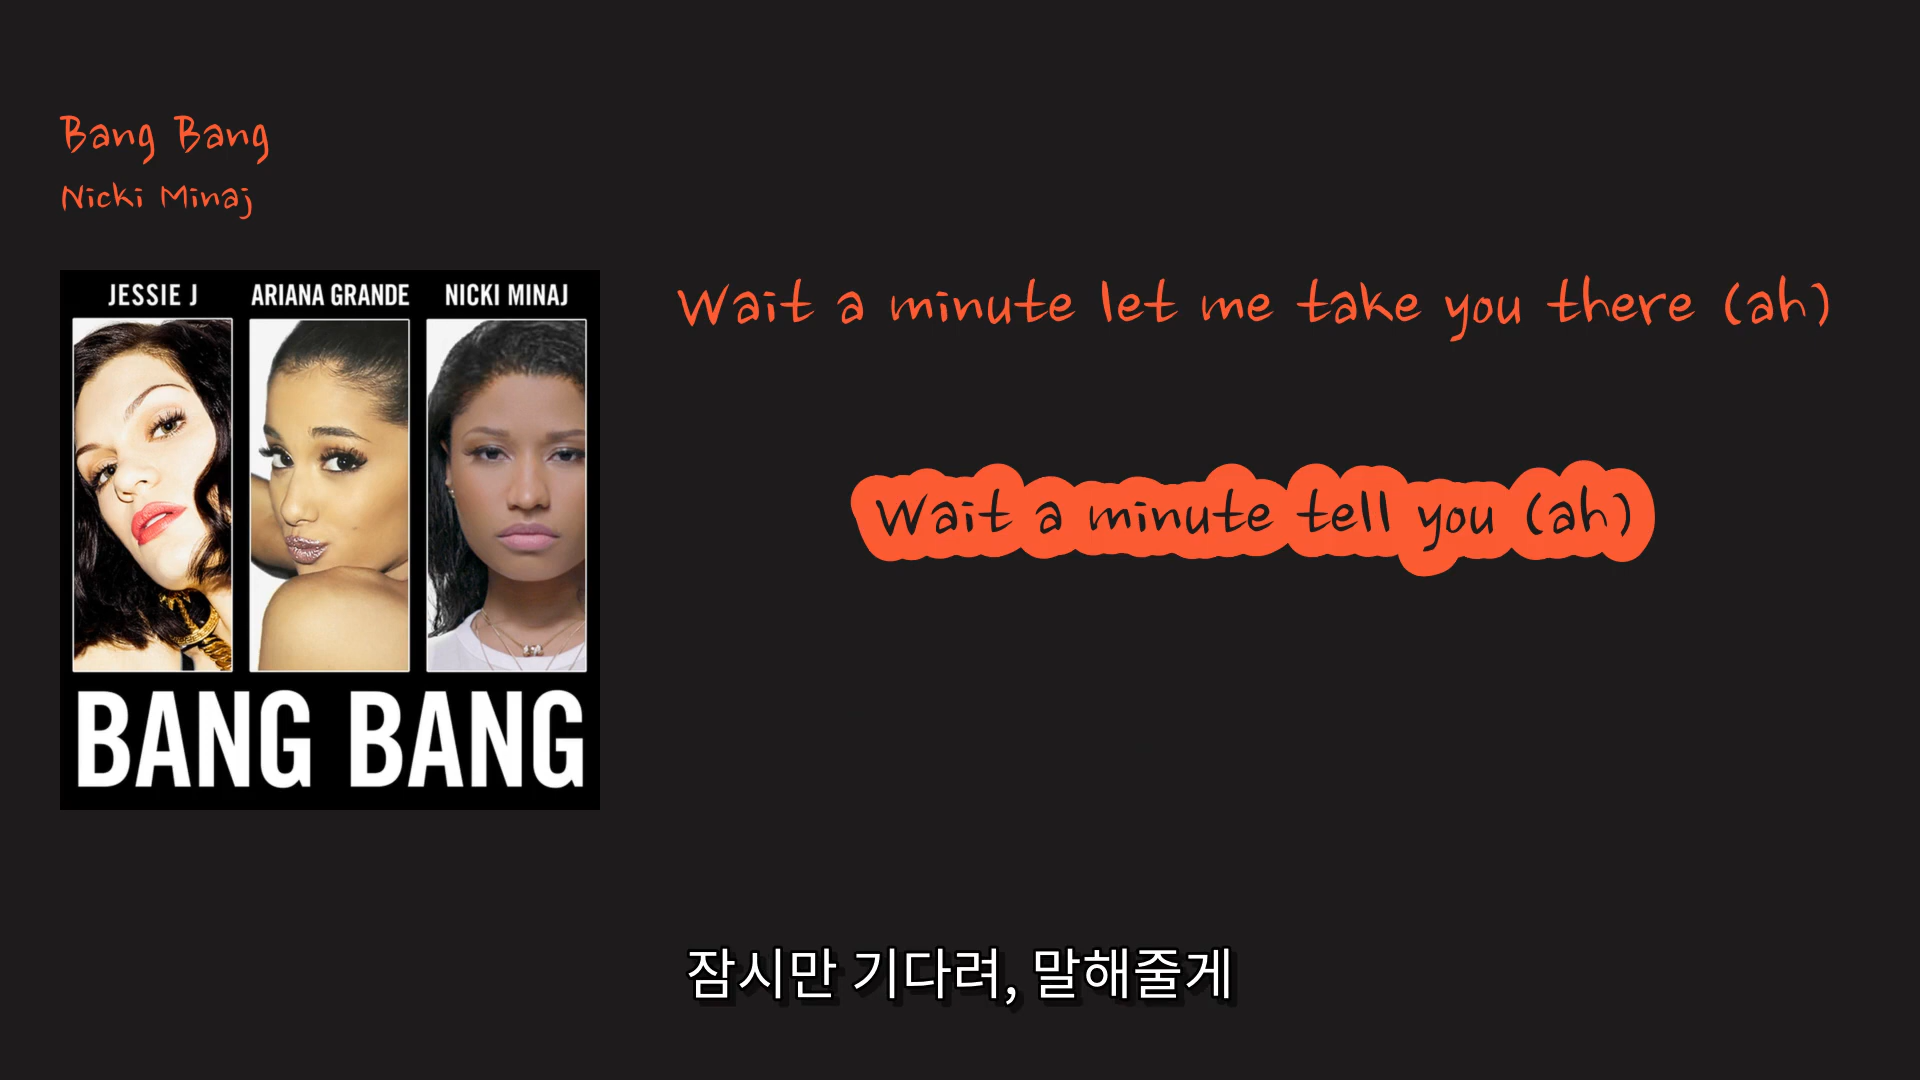 Bang Bang
Nicki Minaj
JESSIE J ARIANA GRANDE NICKI MINAJ
BANG BANG
Wait a minute let me take you there (ah)
Wait a minute tell you (ah)
잠시만 기다려, 말해줄게